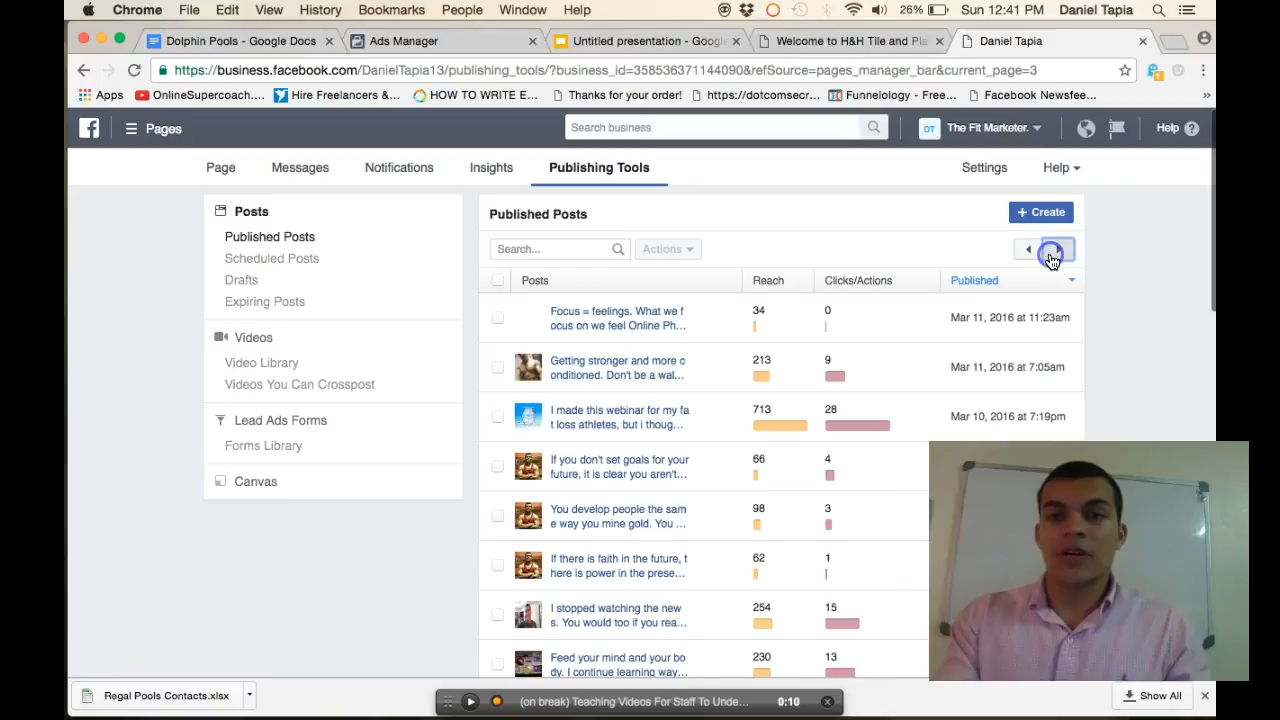 Chrome File Edit View History Bookmarks People Window Help 26% Sun 12:41 PM Daniel Tapia
Dolphin Pools - Google Docs Ads Manager Untitled presentation - Goog Welcome to H&H Tile and Pla Daniel Tapia
https://business.facebook.com/DanielTapia13/publishing_tools/?business_id=358536371144090&refSource=pages_manager_bar&current_page=3
Apps OnlineSupercoach.... Hire Freelancers &... HOW TO WRITE E... Thanks for your order! https://dotcomsecr... Funnelology - Free... Facebook Newsfee... »
Pages Search business DT The Fit Marketer. Help
Page Messages Notifications Insights Publishing Tools Settings Help
Posts
Published Posts
Scheduled Posts
Drafts
Expiring Posts
Videos
Video Library
Videos You Can Crosspost
Lead Ads Forms
Forms Library
Canvas
Published Posts + Create
Search... Actions
Posts Reach Clicks/Actions Published
Focus = feelings. What we f 34 0 Mar 11, 2016 at 11:23am
ocus on we feel Online Ph...
Getting stronger and more c 213 9 Mar 11, 2016 at 7:05am
onditioned. Don't be a wal...
I made this webinar for my fa 713 28 Mar 10, 2016 at 7:19pm
t loss athletes, but i thoug...
If you don't set goals for your 66 4
future, it is clear you aren't...
You develop people the sam 98 3
e way you mine gold. You ...
If there is faith in the future, t 62 1
here is power in the prese...
I stopped watching the new 254 15
s. You would too if you rea...
Feed your mind and your bo 230 13
dy. I continue learning way...
Regal Pools Contacts.xlsx (on break) Teaching Videos For Staff To Unde... 0:10 Show All